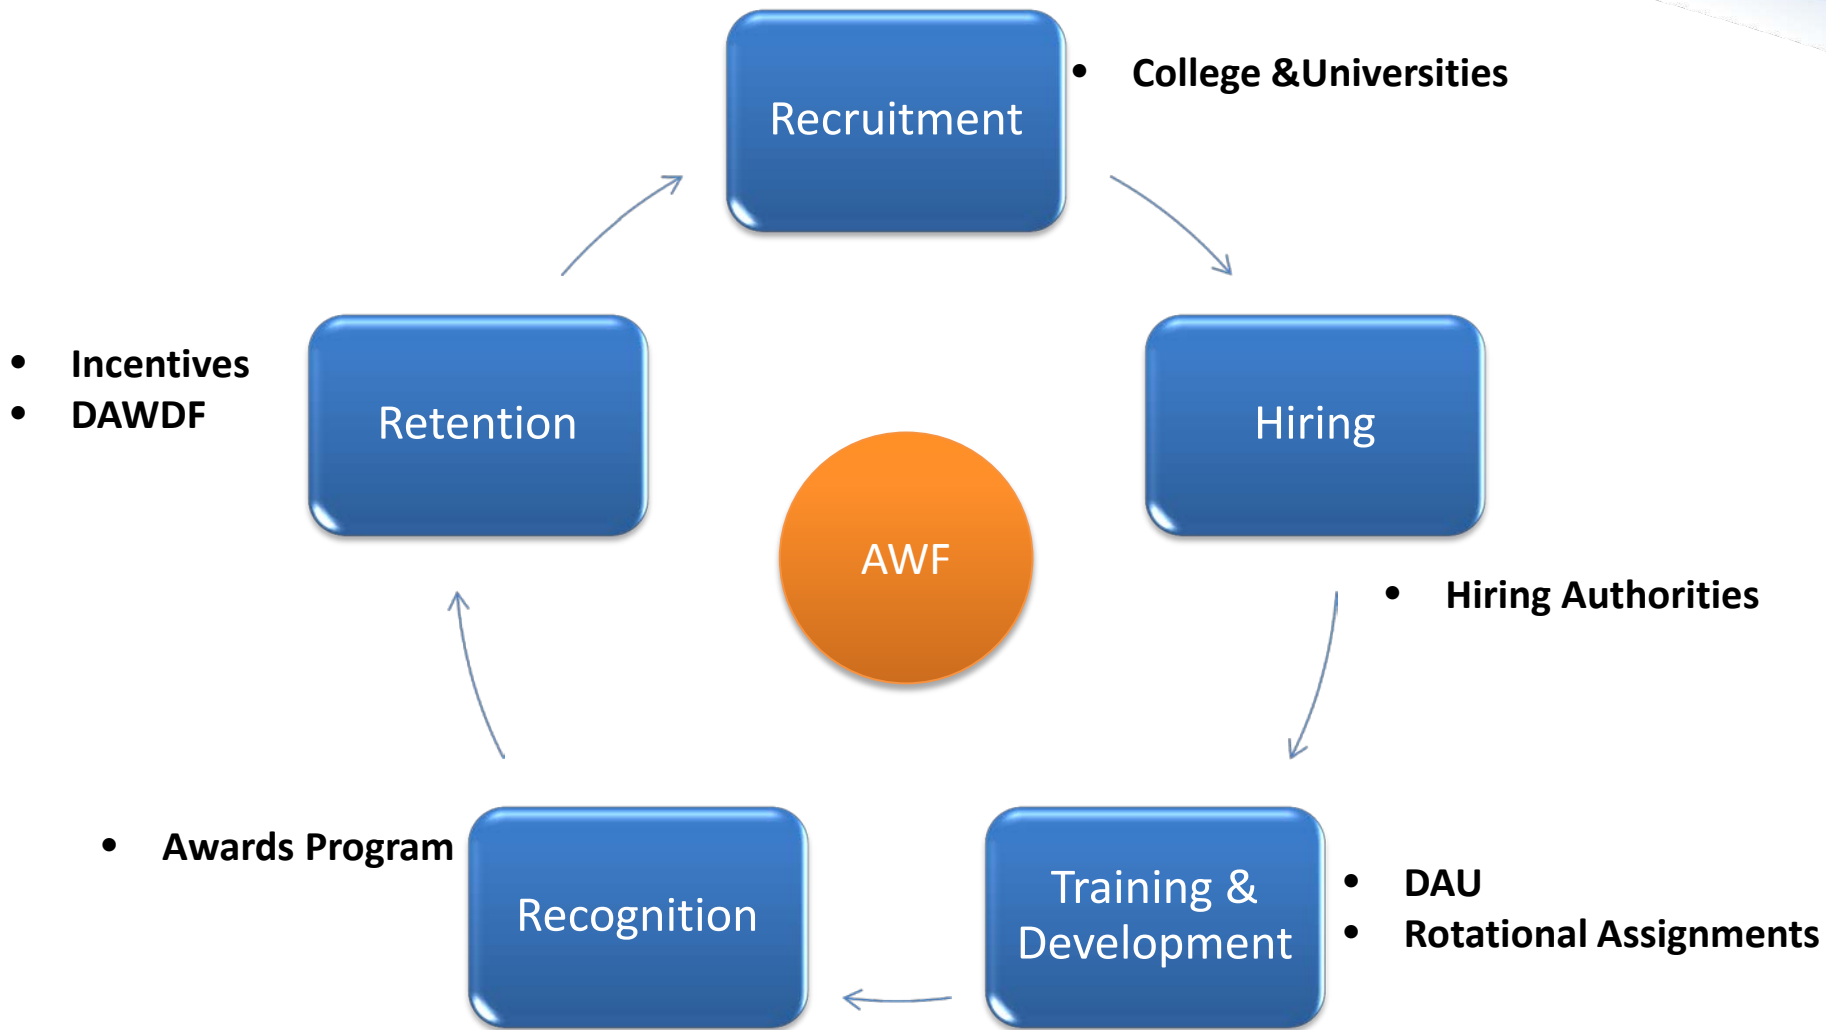 Recruitment
• College &Universities
Hiring
• Hiring Authorities
Training &
Development
• DAU
• Rotational Assignments
Recognition
• Awards Program
Retention
• Incentives
• DAWDF
AWF